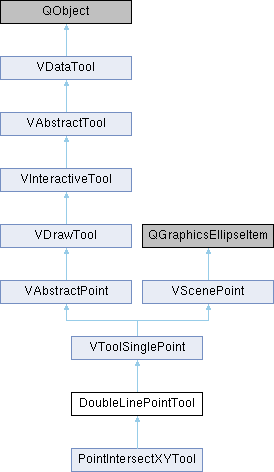 QObject
VDataTool
VAbstractTool
VInteractiveTool
VDrawTool
QGraphicsEllipseItem
VAbstractPoint
VScenePoint
VToolSinglePoint
DoubleLinePointTool
PointIntersectXYTool